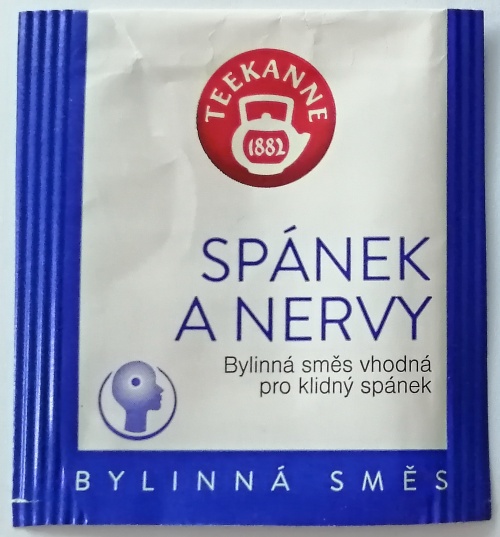 TEEKANNE
1882
SPÁNEK
A NERVY
Bylinná směs vhodná
pro klidný spánek
BYLINNÁ SMĚS